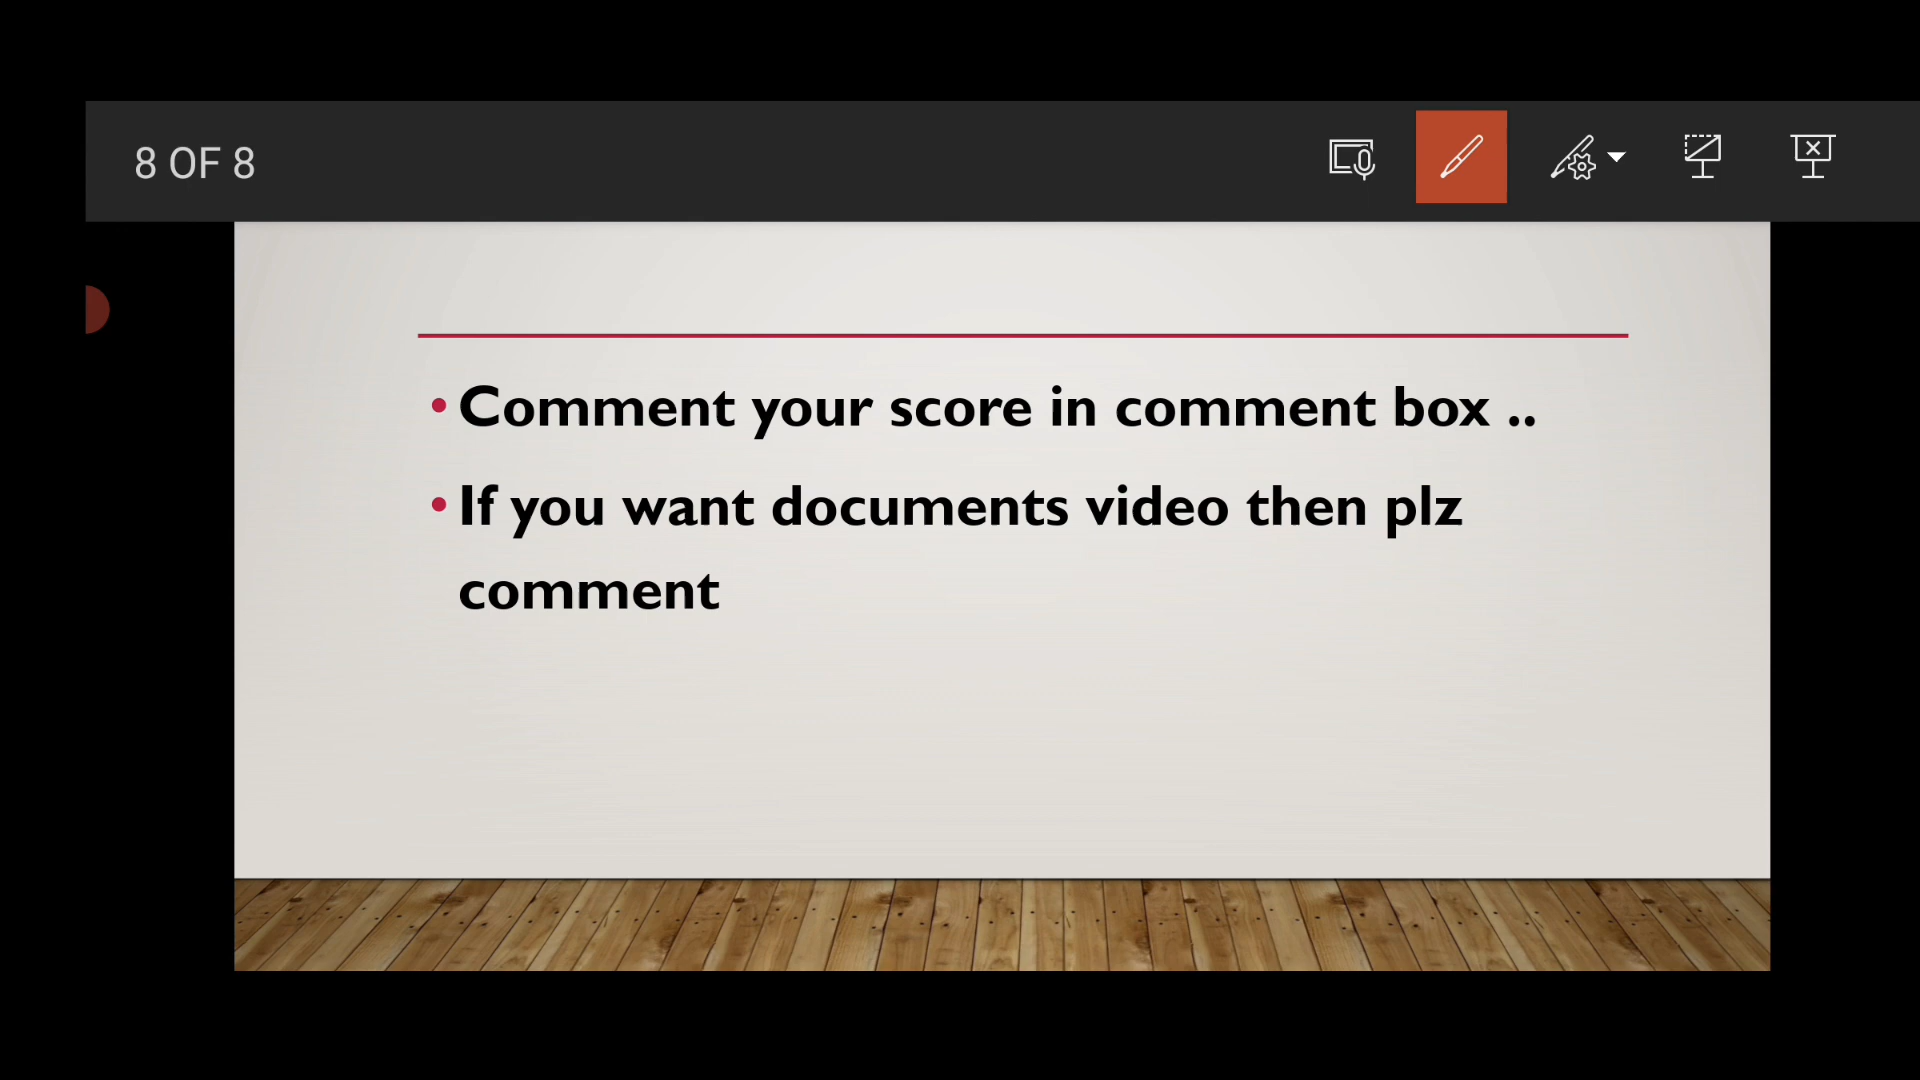 8 OF 8
• Comment your score in comment box ..
• If you want documents video then plz
comment